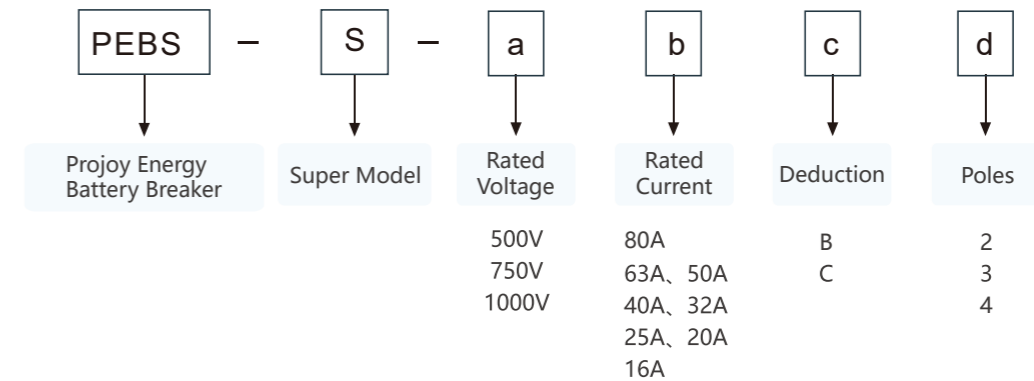 PEBS – S – a b c d
Projoy Energy
Battery Breaker
Super Model
Rated
Voltage
Rated
Current
Deduction
Poles
500V
750V
1000V
80A
63A、50A
40A、32A
25A、20A
16A
B
C
2
3
4